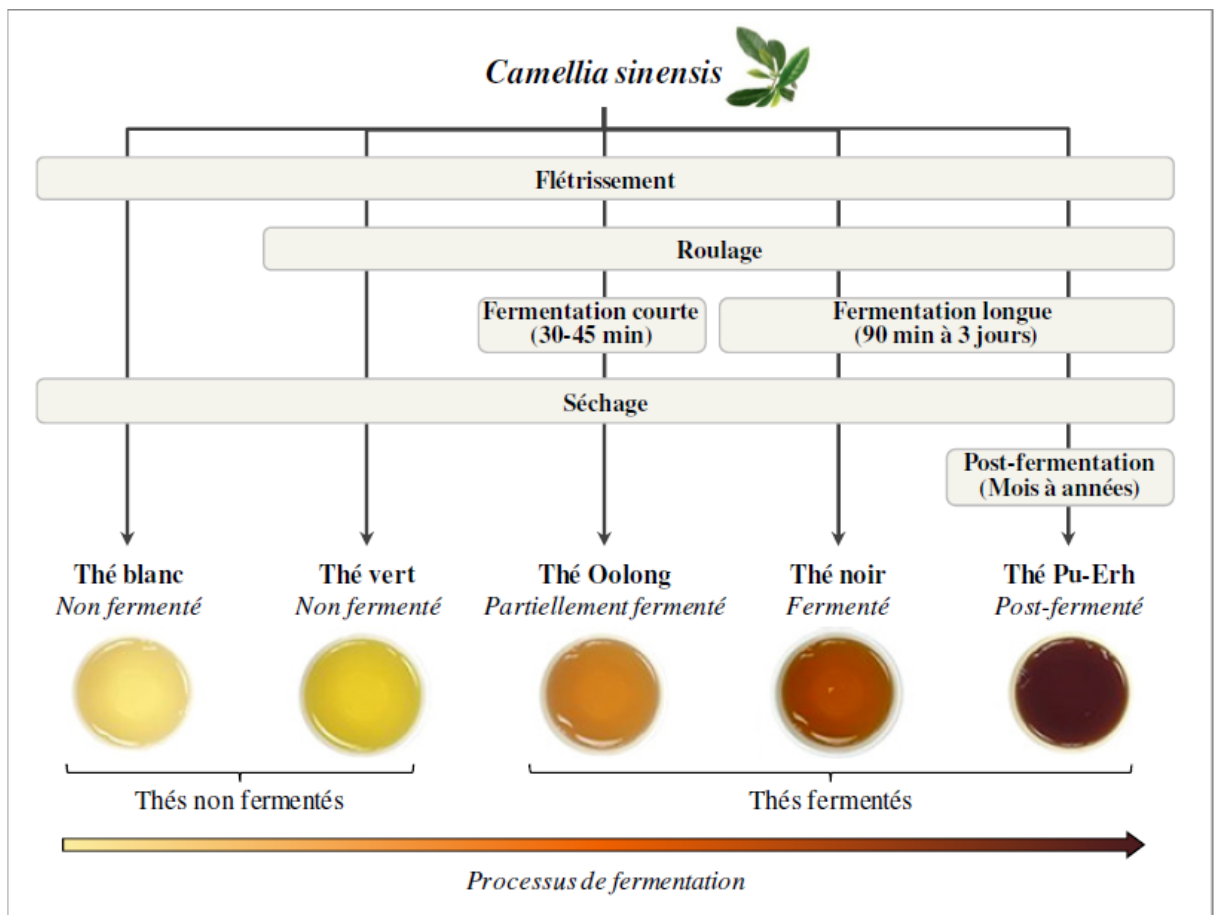 Camellia sinensis
Flétrissement
Roulage
Fermentation courte
(30-45 min)
Fermentation longue
(90 min à 3 jours)
Séchage
Post-fermentation
(Mois à années)
Thé blanc
Non fermenté
Thé vert
Non fermenté
Thé Oolong
Partiellement fermenté
Thé noir
Fermenté
Thé Pu-Erh
Post-fermenté
Thés non fermentés
Thés fermentés
Processus de fermentation